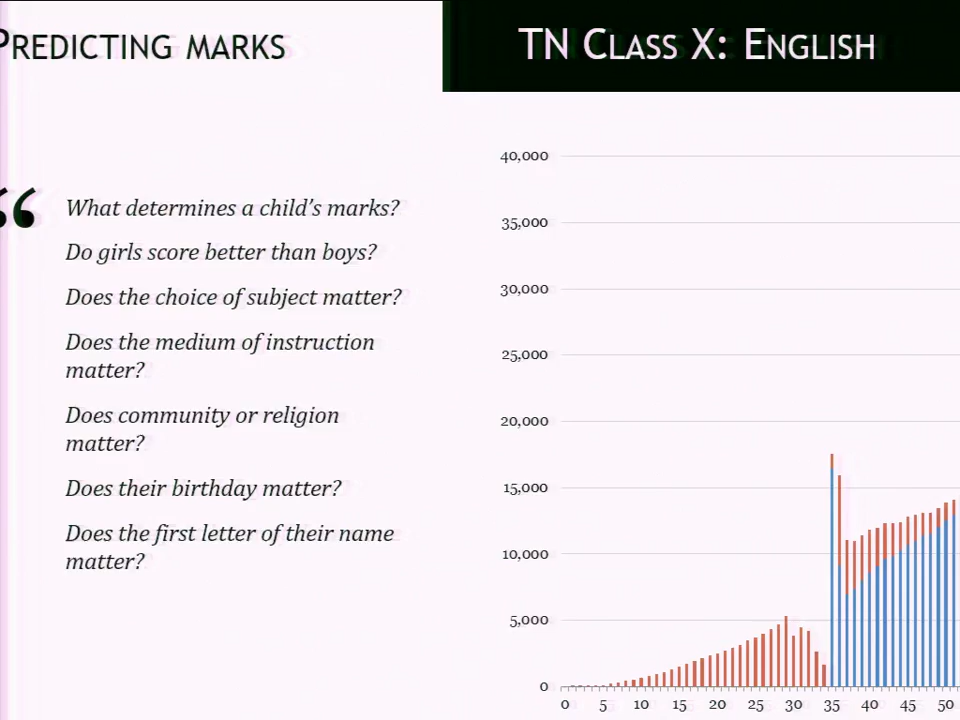 PREDICTING MARKS
TN CLASS X: ENGLISH
“
What determines a child’s marks?
Do girls score better than boys?
Does the choice of subject matter?
Does the medium of instruction
matter?
Does community or religion
matter?
Does their birthday matter?
Does the first letter of their name
matter?
40,000
35,000
30,000
25,000
20,000
15,000
10,000
5,000
0
0 5 10 15 20 25 30 35 40 45 50